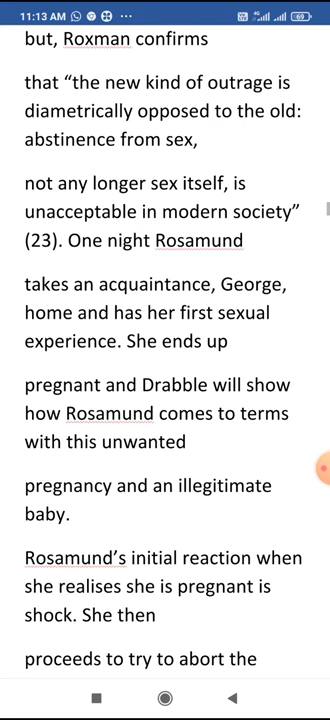 11:13 AM
4G
69
but, Roxman confirms
that “the new kind of outrage is
diametrically opposed to the old:
abstinence from sex,
not any longer sex itself, is
unacceptable in modern society”
(23). One night Rosamund
takes an acquaintance, George,
home and has her first sexual
experience. She ends up
pregnant and Drabble will show
how Rosamund comes to terms
with this unwanted
pregnancy and an illegitimate
baby.
Rosamund’s initial reaction when
she realises she is pregnant is
shock. She then
proceeds to try to abort the